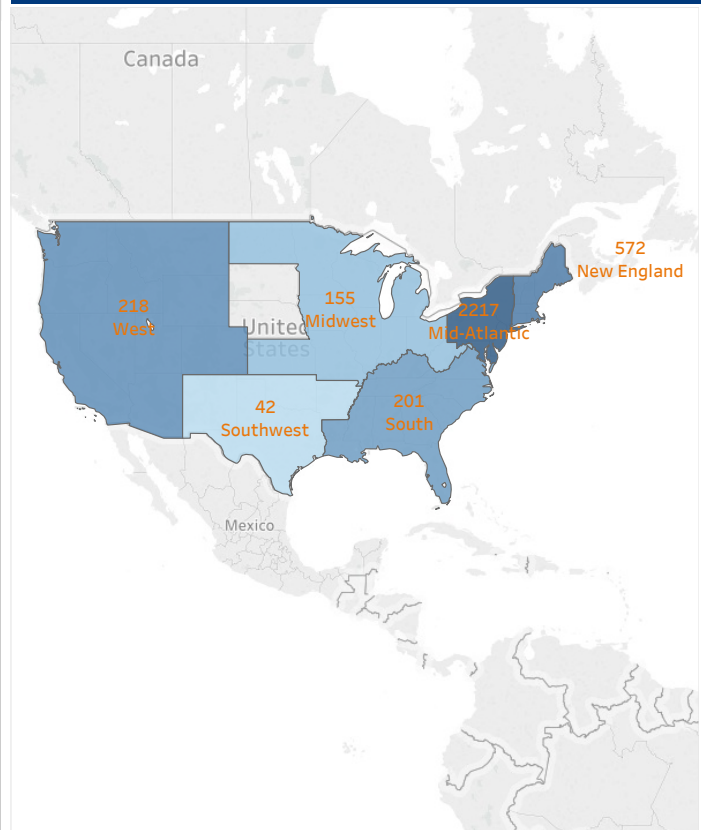 Canada
572
New England
218
West
155
Midwest
2217
Mid-Atlantic
United
States
42
Southwest
201
South
Mexico